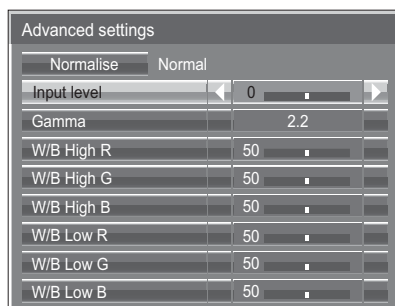 Advanced settings
Normalise Normal
Input level 0
Gamma 2.2
W/B High R 50
W/B High G 50
W/B High B 50
W/B Low R 50
W/B Low G 50
W/B Low B 50